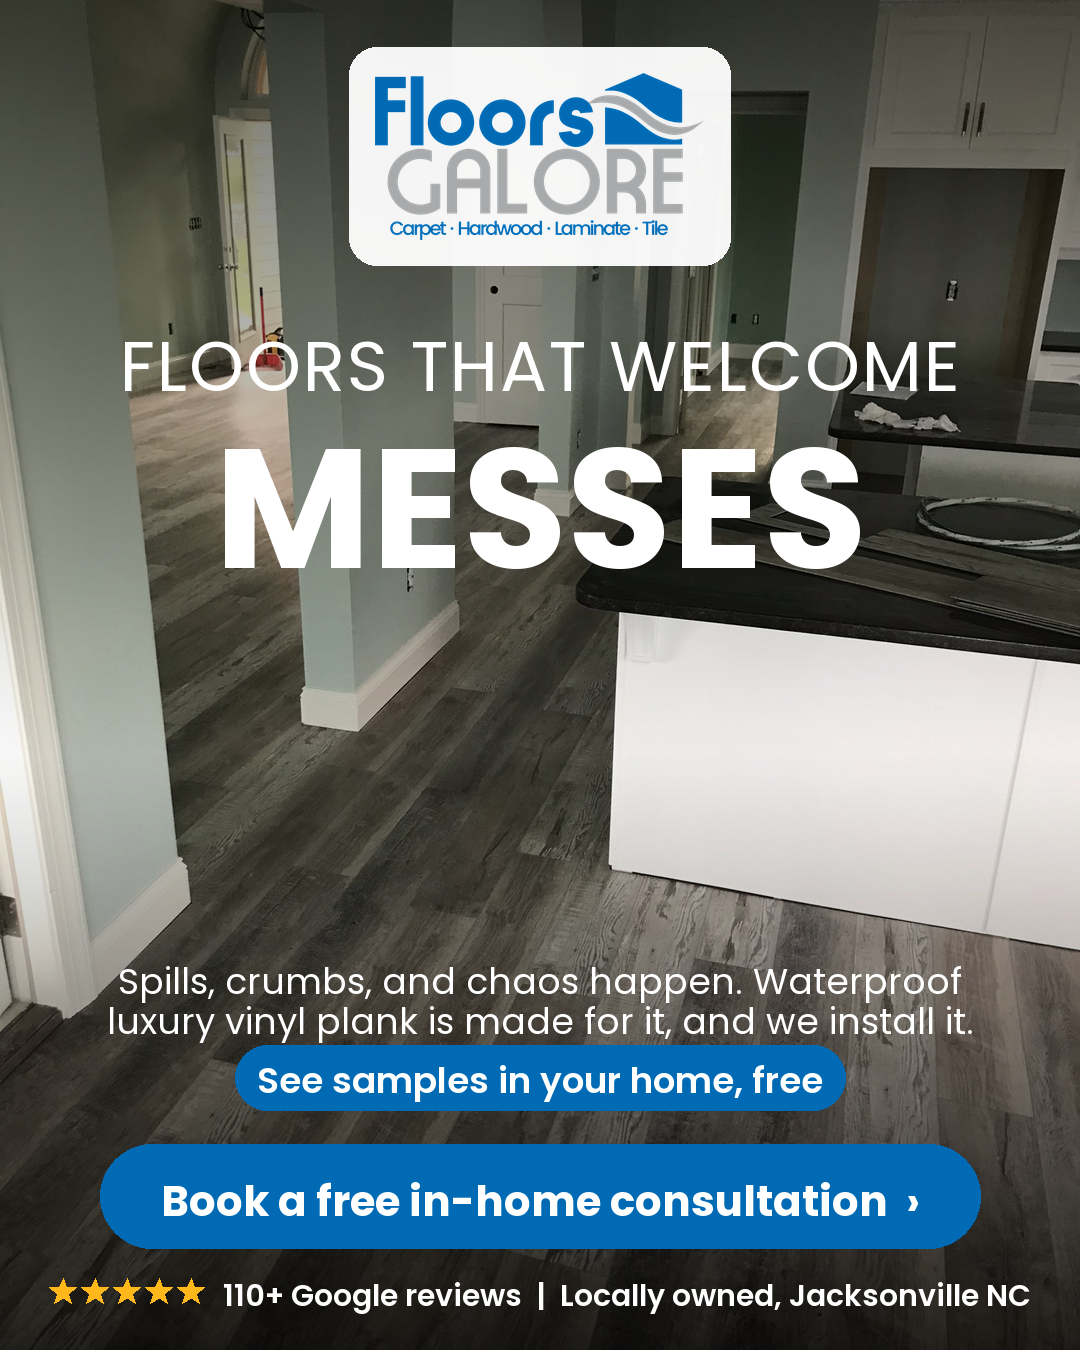 Floors
GALORE
Carpet · Hardwood · Laminate · Tile
FLOORS THAT WELCOME
MESSES
Spills, crumbs, and chaos happen. Waterproof
luxury vinyl plank is made for it, and we install it.
See samples in your home, free
Book a free in-home consultation ›
110+ Google reviews | Locally owned, Jacksonville NC